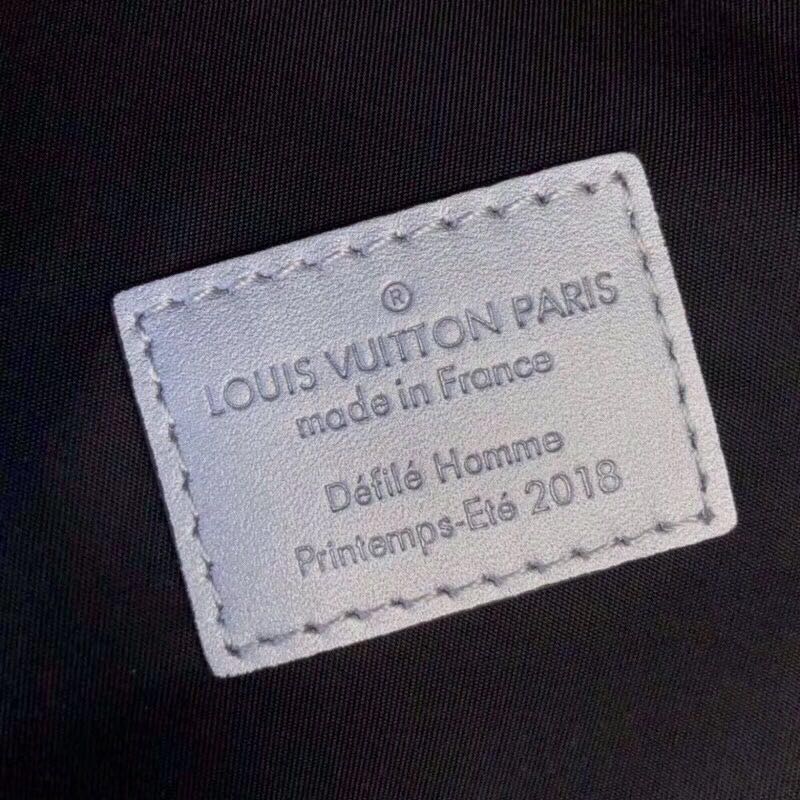 ®
LOUIS VUITTON PARIS
made in France
Défilé Homme
Printemps-Eté 2018